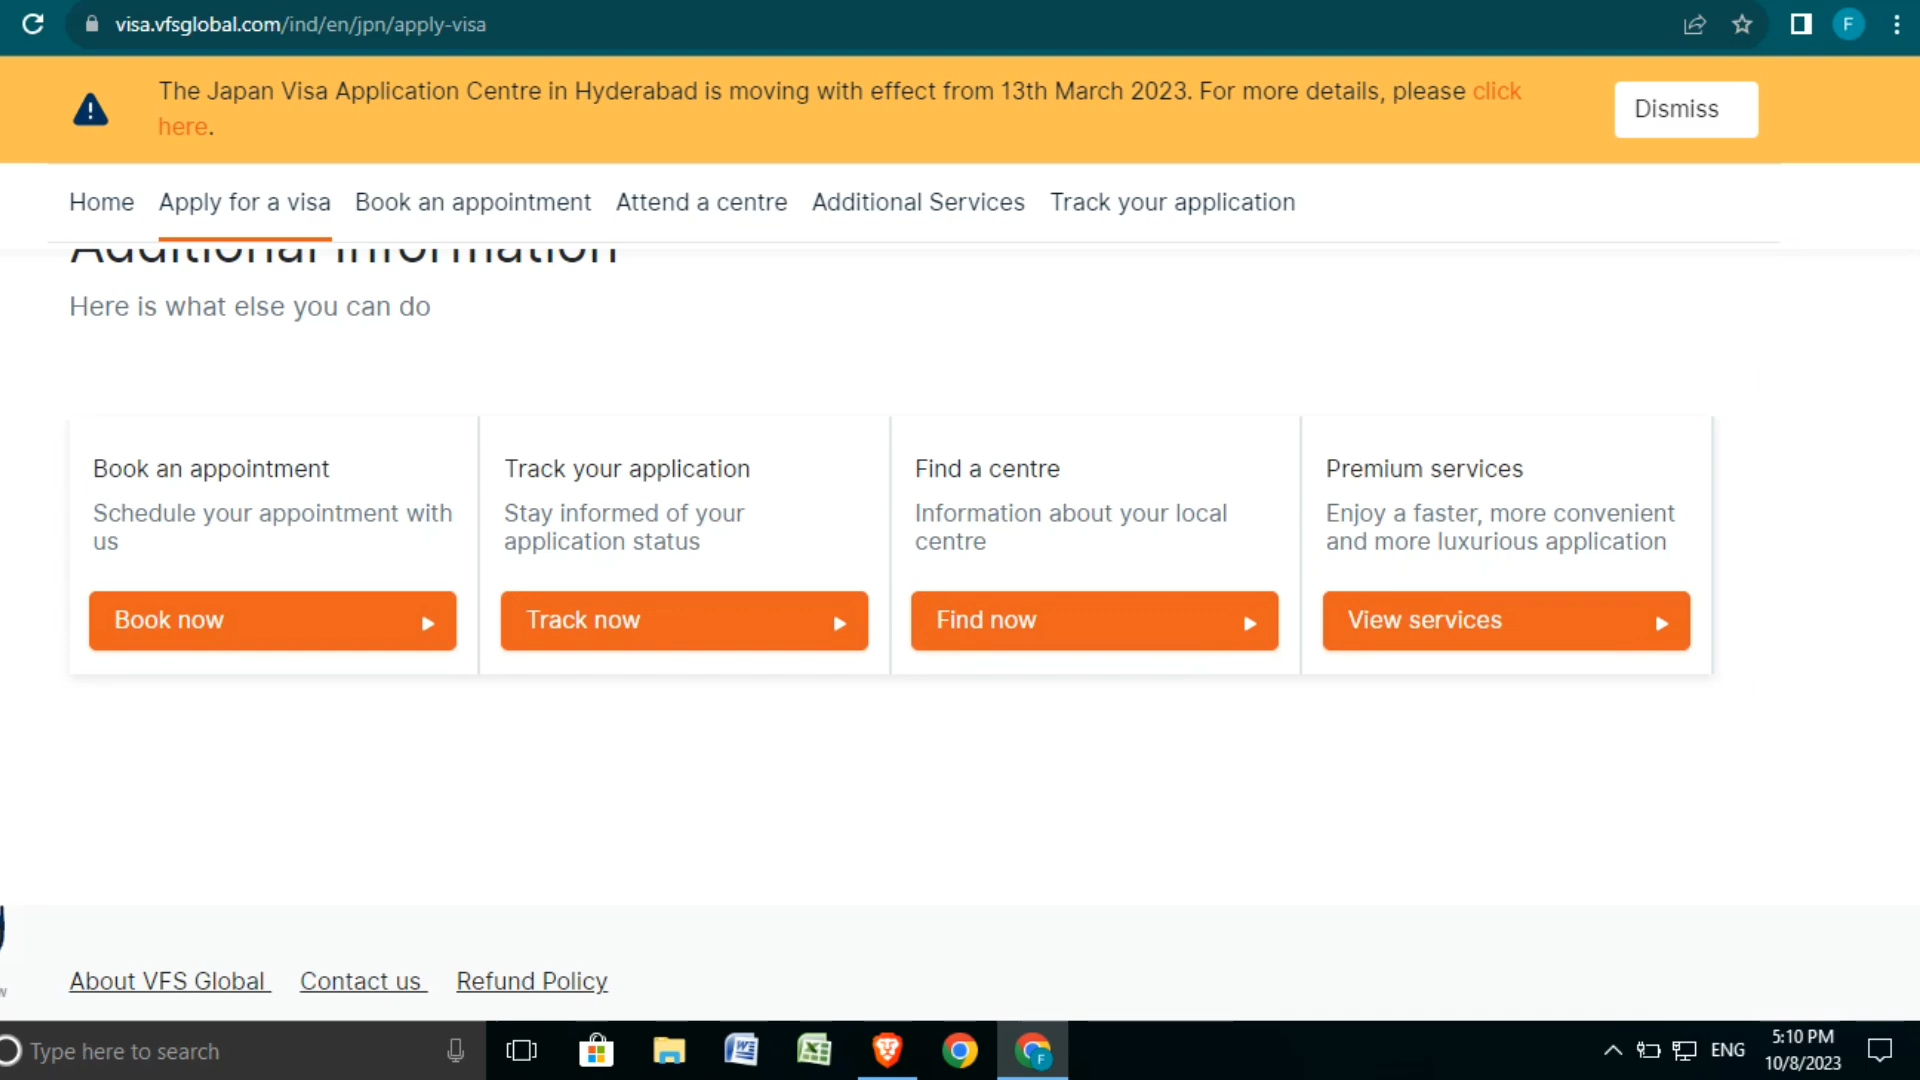 visa.vfsglobal.com/ind/en/jpn/apply-visa
F
The Japan Visa Application Centre in Hyderabad is moving with effect from 13th March 2023. For more details, please click
here.
Dismiss
Home Apply for a visa Book an appointment Attend a centre Additional Services Track your application
Additional Information
Here is what else you can do
Book an appointment
Schedule your appointment with
us
Book now
Track your application
Stay informed of your
application status
Track now
Find a centre
Information about your local
centre
Find now
Premium services
Enjoy a faster, more convenient
and more luxurious application
View services
About VFS Global Contact us Refund Policy
Type here to search
F
ENG
5:10 PM
10/8/2023